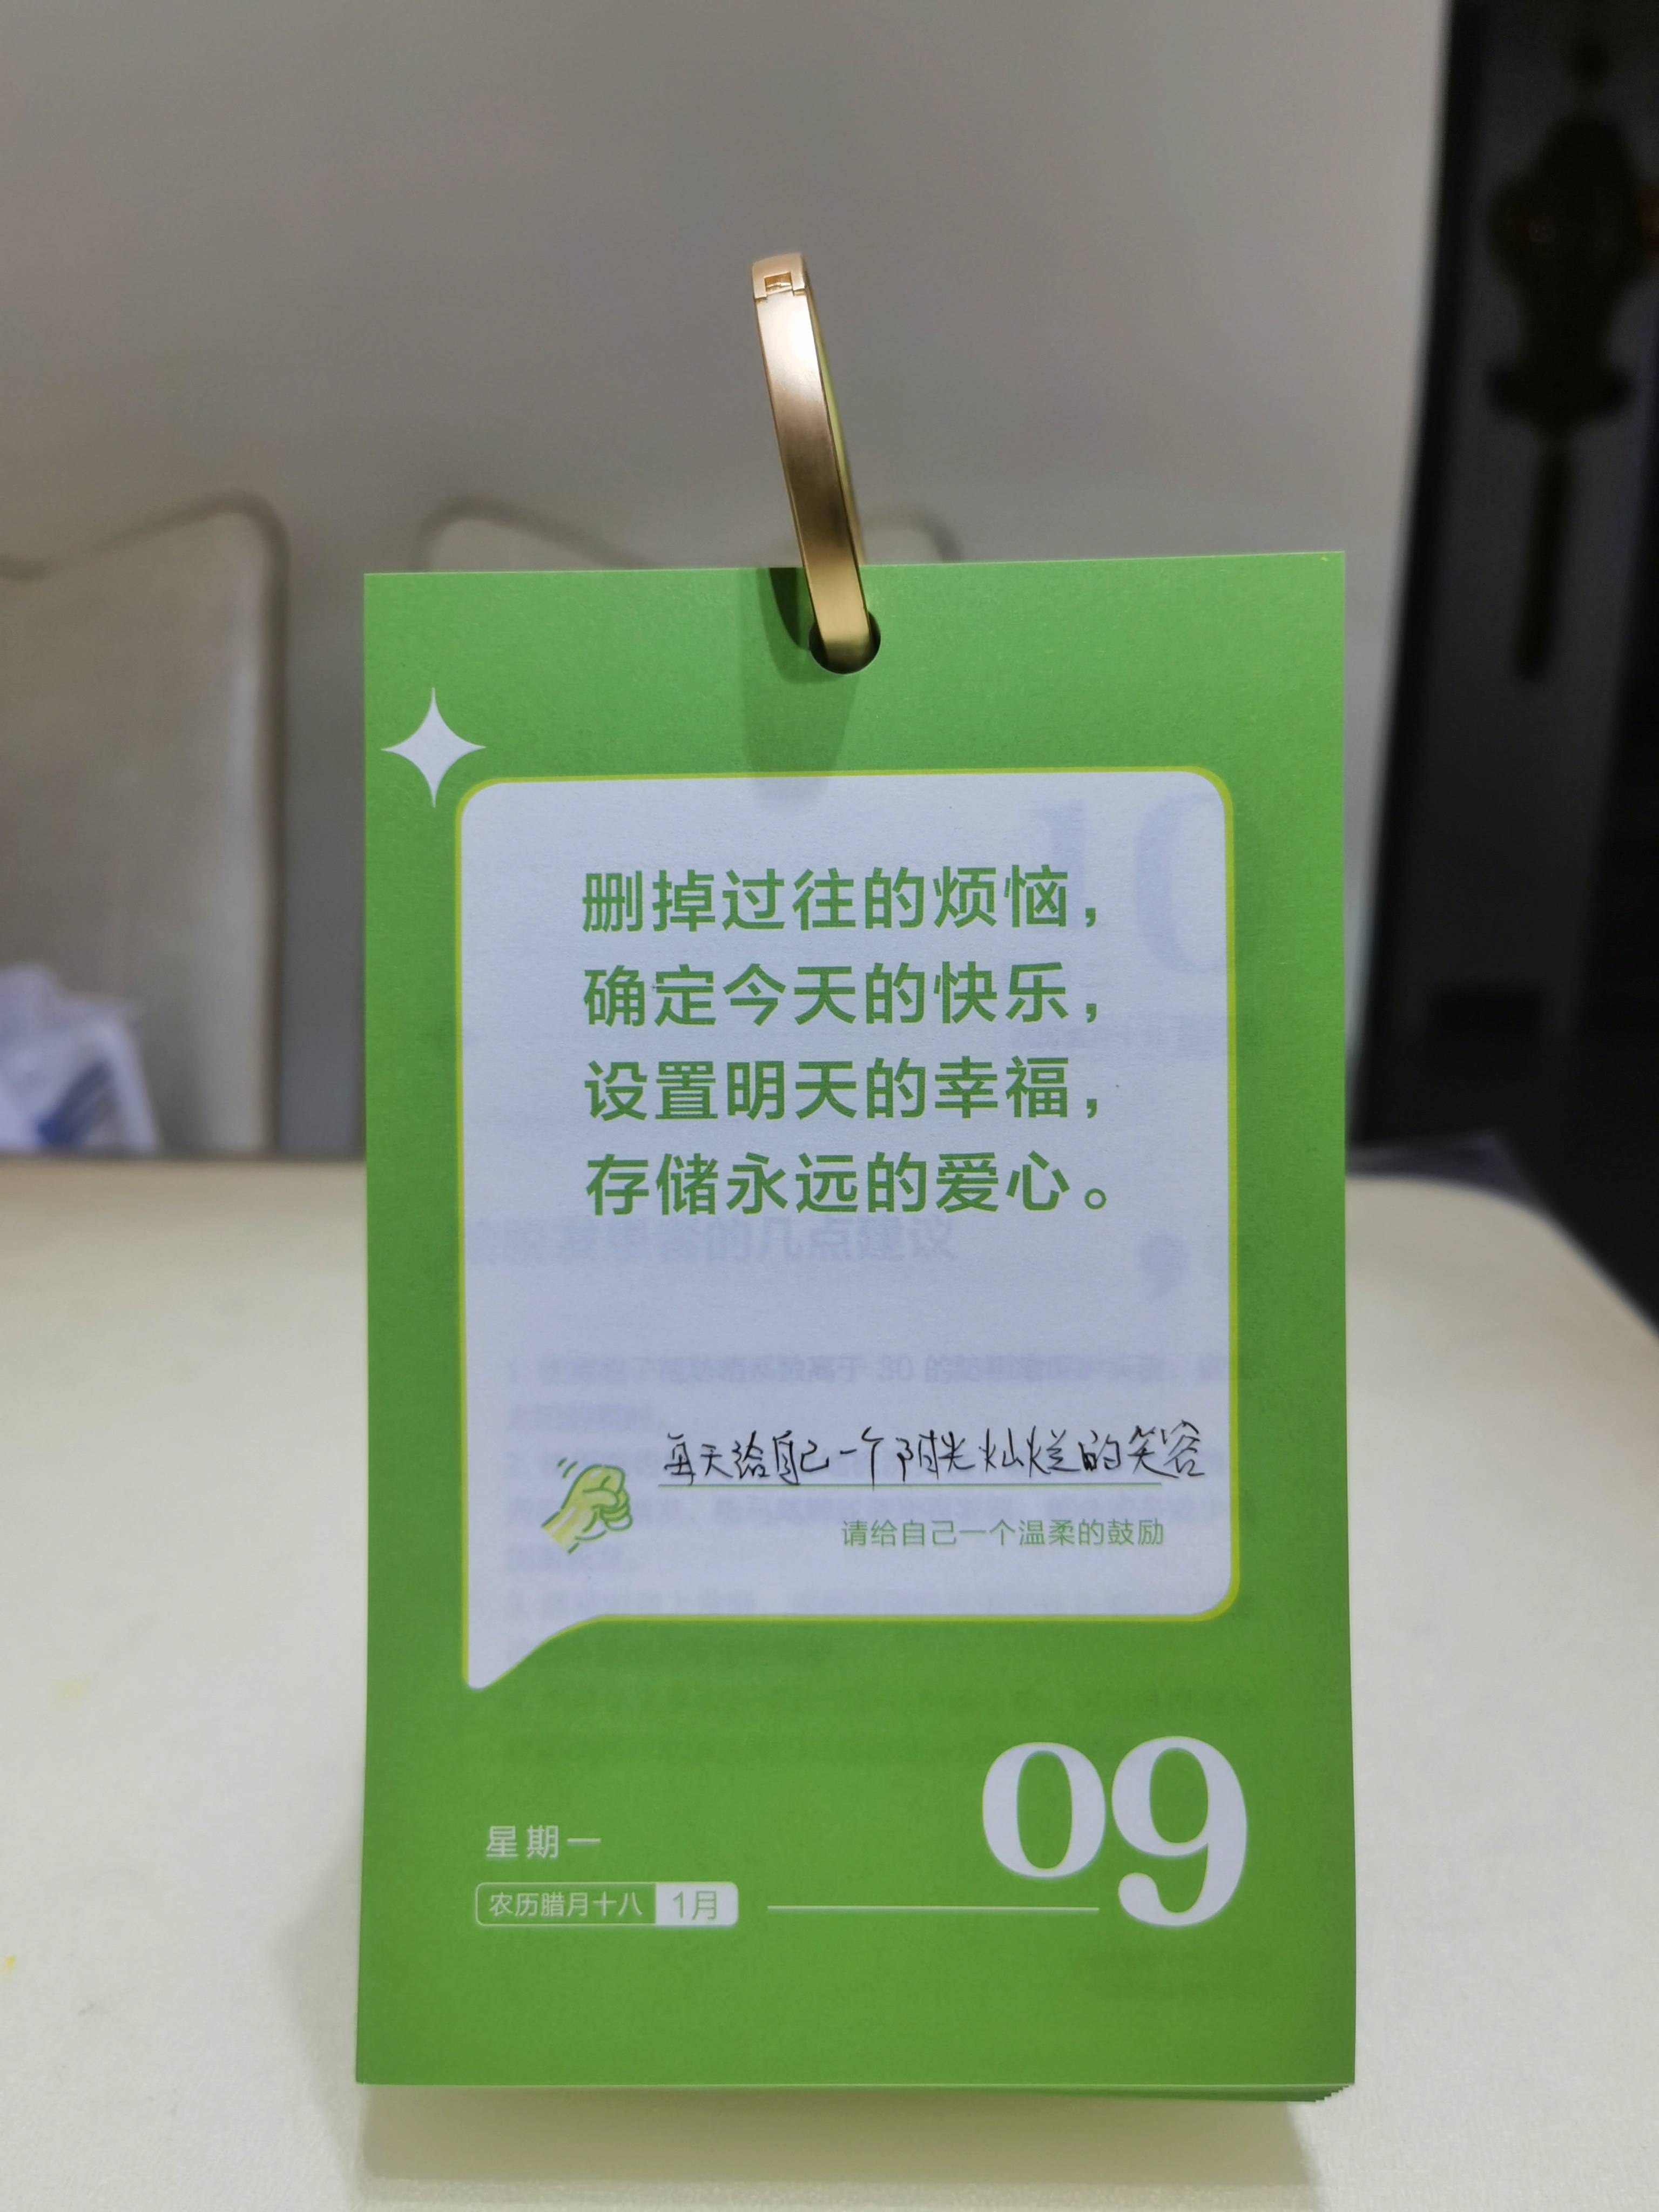 删掉过往的烦恼，
确定今天的快乐，
设置明天的幸福，
存储永远的爱心。
每天给自己一个阳光灿烂的笑容
请给自己一个温柔的鼓励
09
星期一
农历腊月十八 1月